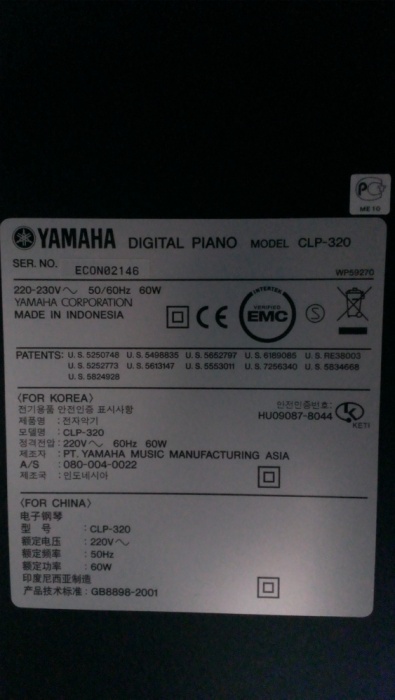 PC
ME 10
YAMAHA DIGITAL PIANO MODEL CLP-320
SER. NO. ECON02146
WP59270
220-230V～ 50/60Hz 60W
YAMAHA CORPORATION
MADE IN INDONESIA
CE
VERIFIED
EMC
S
PATENTS: U.S.5250748 U.S.5498835 U.S.5652797 U.S.6189085 U.S.RE38003
U.S.5252773 U.S.5613147 U.S.5553011 U.S.7256340 U.S.5834668
U.S.5824928
〈FOR KOREA〉
전기용품 안전인증 표시사항
안전인증번호:
HU09087-8044
KETI
제품명 : 전자악기
모델명 : CLP-320
정격전압 : 220V～ 60Hz 60W
제조자 : PT. YAMAHA MUSIC MANUFACTURING ASIA
A/S : 080-004-0022
제조국 : 인도네시아
〈FOR CHINA〉
电子钢琴
型 号 : CLP-320
额定电压 : 220V～
额定频率 : 50Hz
额定功率 : 60W
印度尼西亚制造
产品技术标准 : GB8898-2001